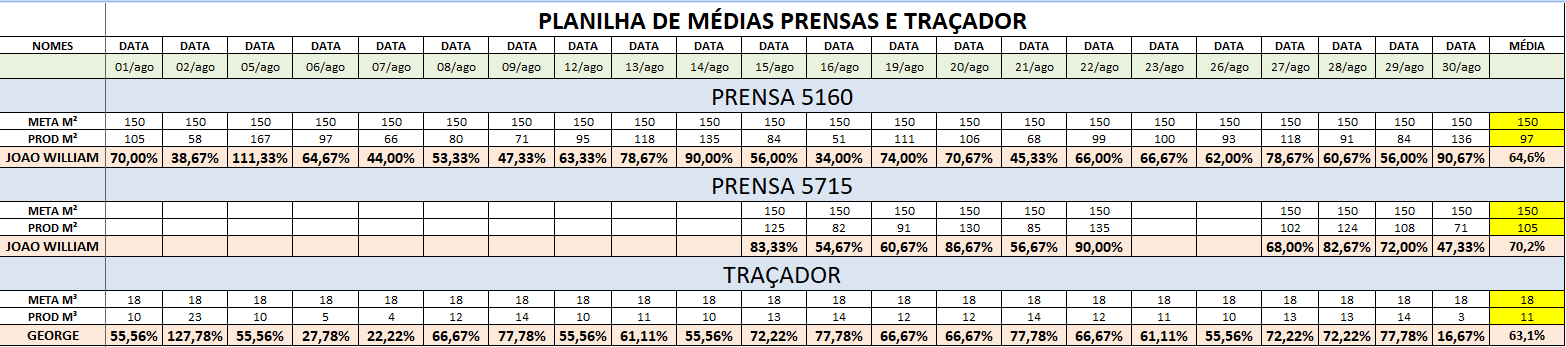 PLANILHA DE MÉDIAS PRENSAS E TRAÇADOR
NOMES DATA DATA DATA DATA DATA DATA DATA DATA DATA DATA DATA DATA DATA DATA DATA DATA DATA DATA DATA DATA DATA DATA MÉDIA
01/ago 02/ago 05/ago 06/ago 07/ago 08/ago 09/ago 12/ago 13/ago 14/ago 15/ago 16/ago 19/ago 20/ago 21/ago 22/ago 23/ago 26/ago 27/ago 28/ago 29/ago 30/ago
PRENSA 5160
META M² 150 150 150 150 150 150 150 150 150 150 150 150 150 150 150 150 150 150 150 150 150 150 150
PROD M² 105 58 167 97 66 80 71 95 118 135 84 51 111 106 68 99 100 93 118 91 84 136 97
JOAO WILLIAM 70,00% 38,67% 111,33% 64,67% 44,00% 53,33% 47,33% 63,33% 78,67% 90,00% 56,00% 34,00% 74,00% 70,67% 45,33% 66,00% 66,67% 62,00% 78,67% 60,67% 56,00% 90,67% 64,6%
PRENSA 5715
META M² 150 150 150 150 150 150 150 150 150 150 150
PROD M² 125 82 91 130 85 135 102 124 108 71 105
JOAO WILLIAM 83,33% 54,67% 60,67% 86,67% 56,67% 90,00% 68,00% 82,67% 72,00% 47,33% 70,2%
TRAÇADOR
META M³ 18 18 18 18 18 18 18 18 18 18 18 18 18 18 18 18 18 18 18 18 18 18 18
PROD M³ 10 23 10 5 4 12 14 10 11 10 13 14 12 12 14 12 11 10 13 13 14 3 11
GEORGE 55,56% 127,78% 55,56% 27,78% 22,22% 66,67% 77,78% 55,56% 61,11% 55,56% 72,22% 77,78% 66,67% 66,67% 77,78% 66,67% 61,11% 55,56% 72,22% 72,22% 77,78% 16,67% 63,1%